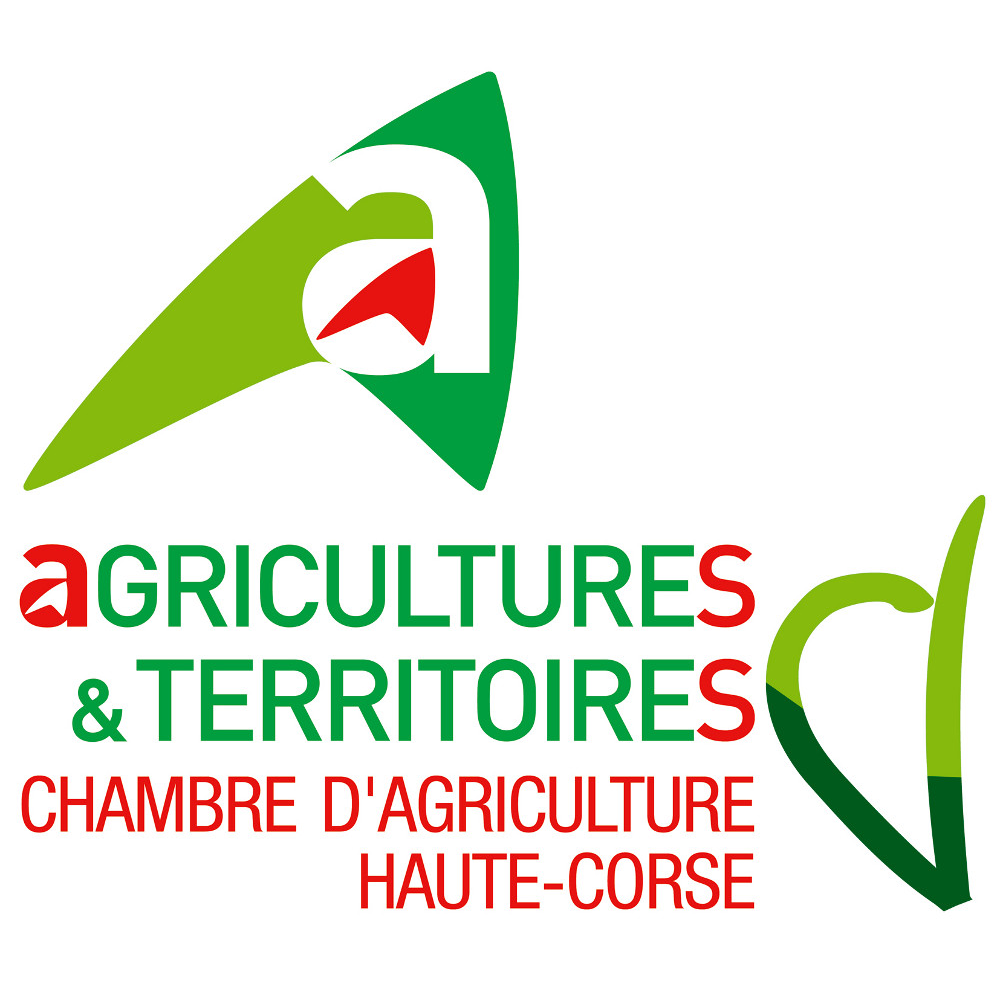 a
aGRICULTURES
& TERRITOIRES
CHAMBRE D'AGRICULTURE
HAUTE-CORSE